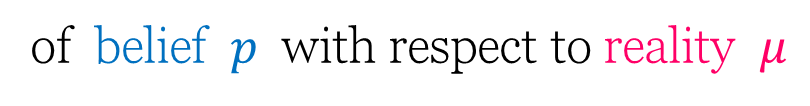 of belief p with respect to reality μ